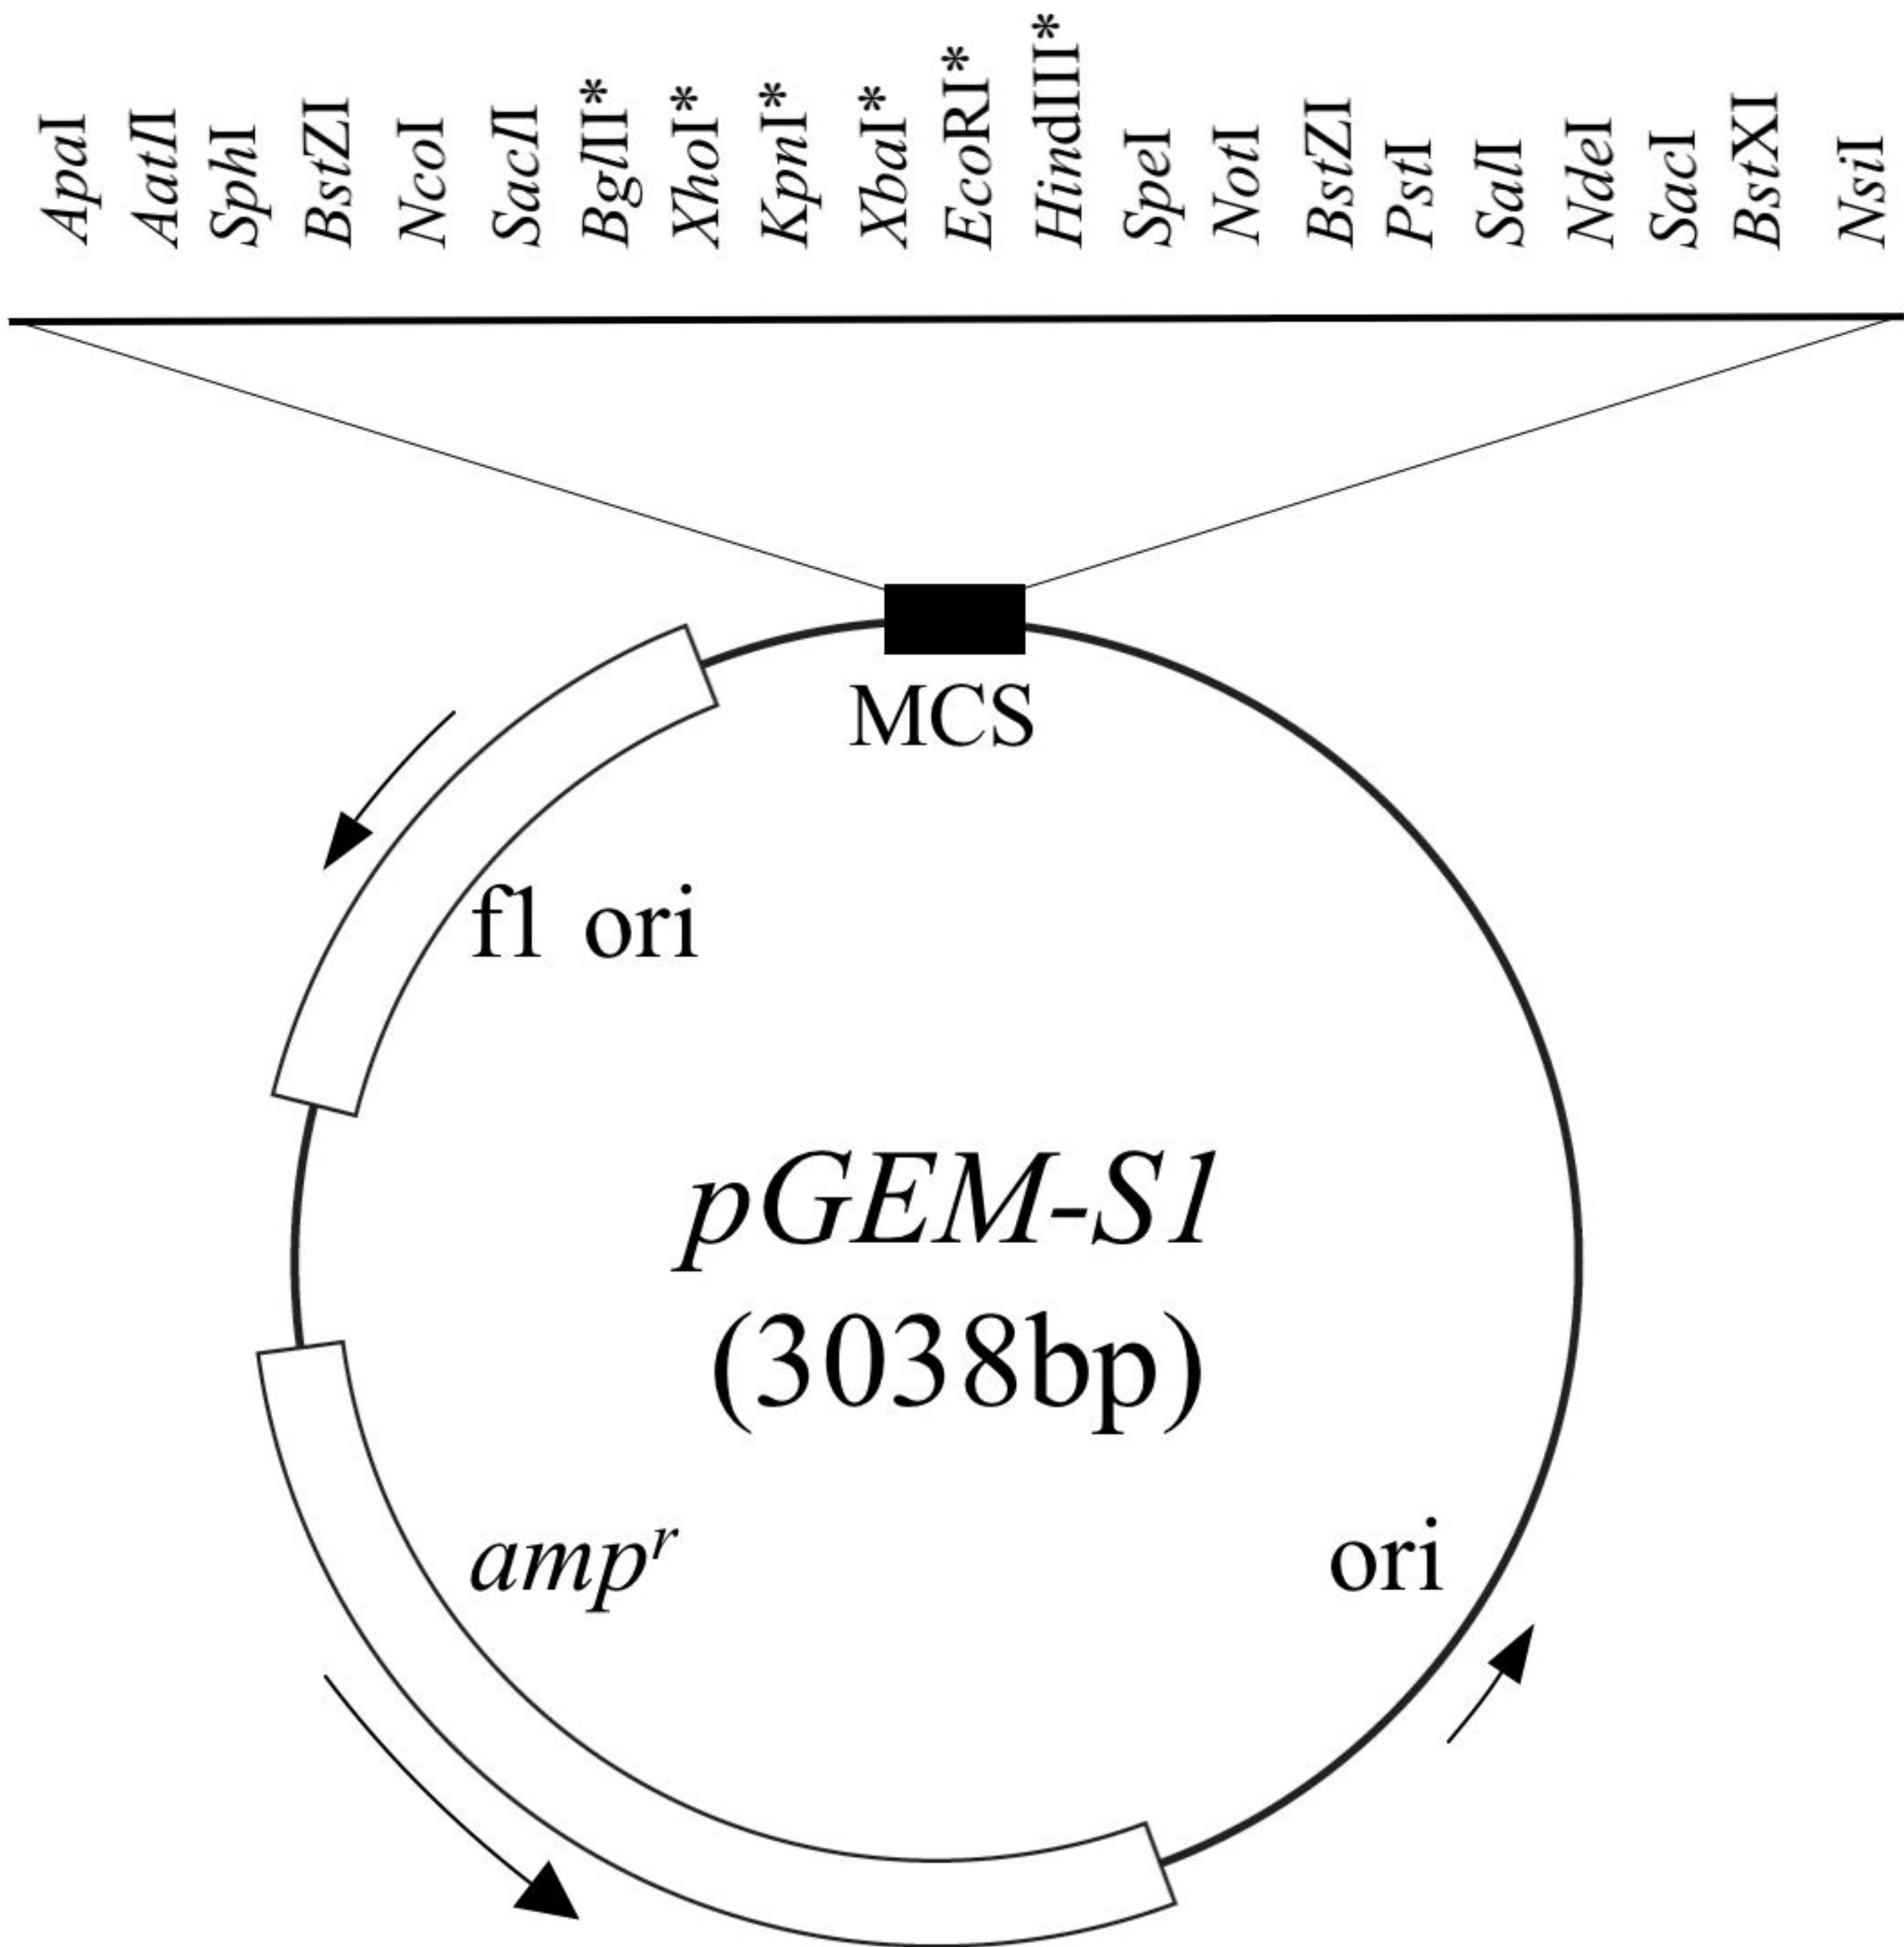 ApaI
AatII
SphI
BstZI
NcoI
SacII
BglII*
XhoI*
KpnI*
XbaI*
EcoRI*
HindIII*
SpeI
NotI
BstZI
PstI
SalI
NdeI
SacI
BstXI
NsiI
MCS
f1 ori
pGEM-S1
(3038bp)
ampʳ
ori